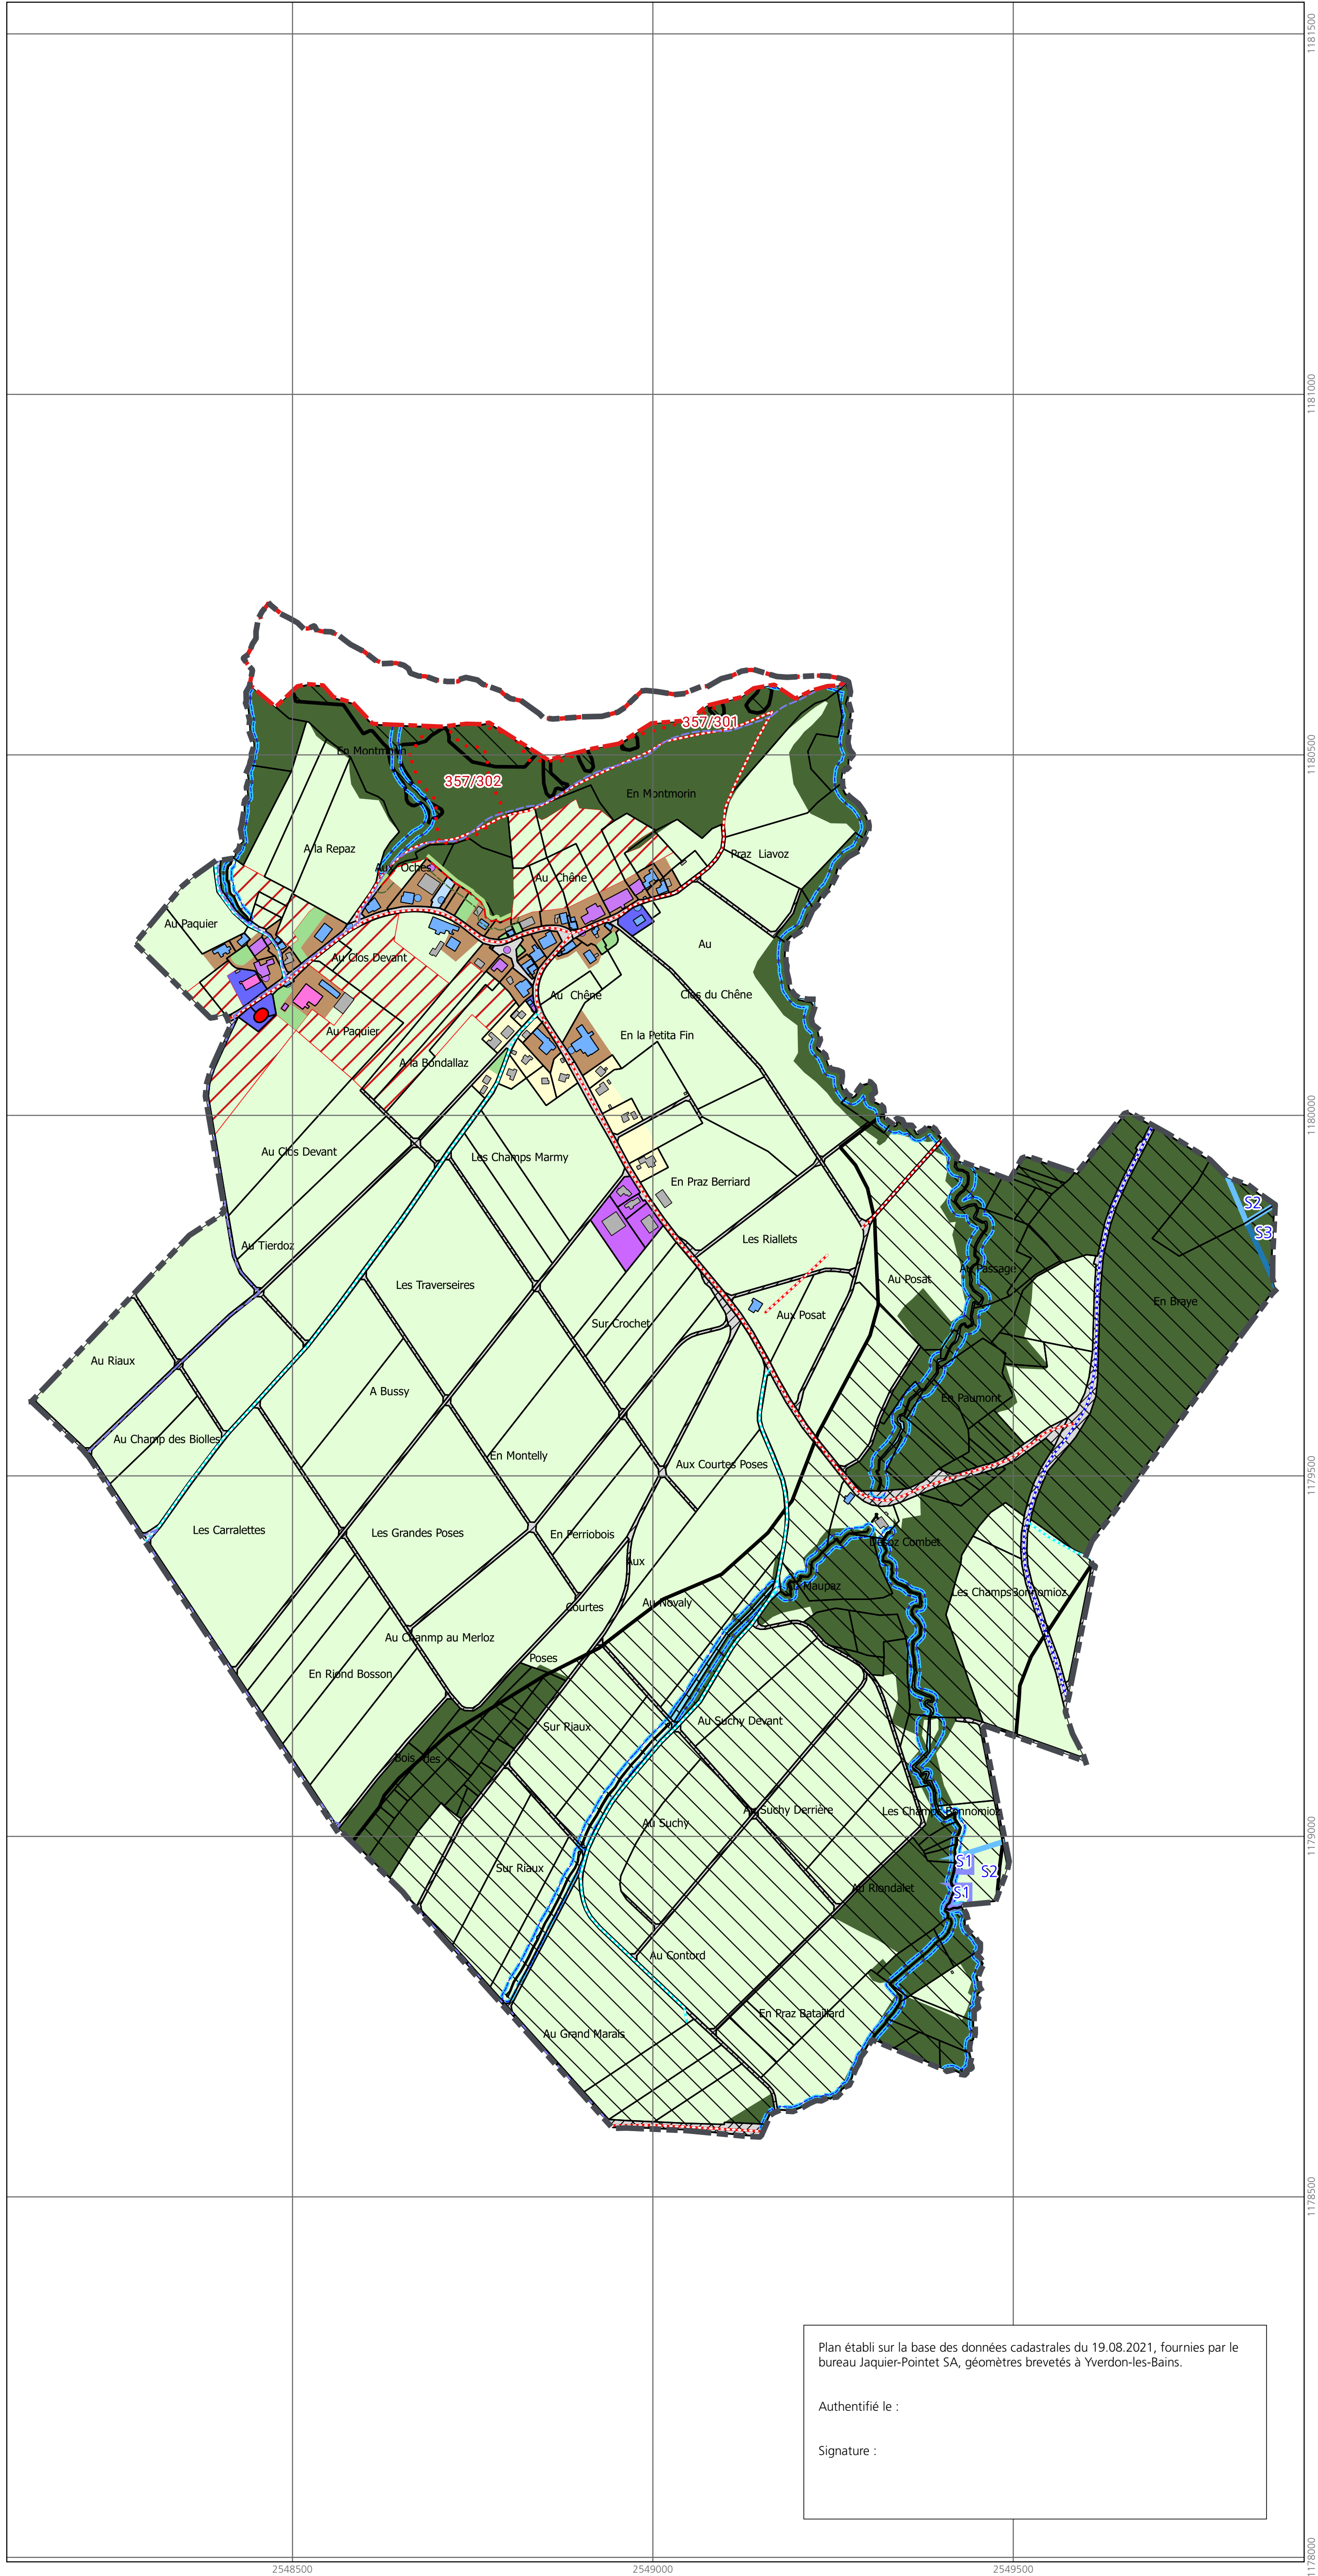 1181500
1181000
357/301
En Montmorin
1180500
357/302
En Montmorin
A la Repaz
Praz Liavoz
Aux Oches
Au Chêne
Au Paquier
Au
Au Clos Devant
Clos du Chêne
Au Chêne
Au Paquier
En la Petita Fin
A la Bondallaz
1180000
Au Clos Devant
Les Champs Marmy
En Praz Berriard
S2
S3
Les Riallets
Au Tierdoz
Au Passage
Au Posat
Les Traverseires
En Braye
Aux Posat
Sur Crochet
Au Riaux
A Bussy
En Paumont
Au Champ des Biolles
En Montelly
Aux Courtes Poses
1179500
Les Carralettes
Les Grandes Poses
En Perriobois
Desoz Combet
Aux
Au Maupaz
Les Champs Bonnomioz
Au Novaly
Courtes
Au Chanmp au Merloz
Poses
En Riond Bosson
Au Suchy Devant
Sur Riaux
Bois des
Au Suchy Derrière
Les Champs Bonnomioz
Au Suchy
1179000
S1
Sur Riaux
S2
Au Riondalet
S1
Au Contord
En Praz Bataillard
Au Grand Marais
1178500
Plan établi sur la base des données cadastrales du 19.08.2021, fournies par le
bureau Jaquier-Pointet SA, géomètres brevetés à Yverdon-les-Bains.
Authentifié le :
Signature :
1178000
2548500
2549000
2549500